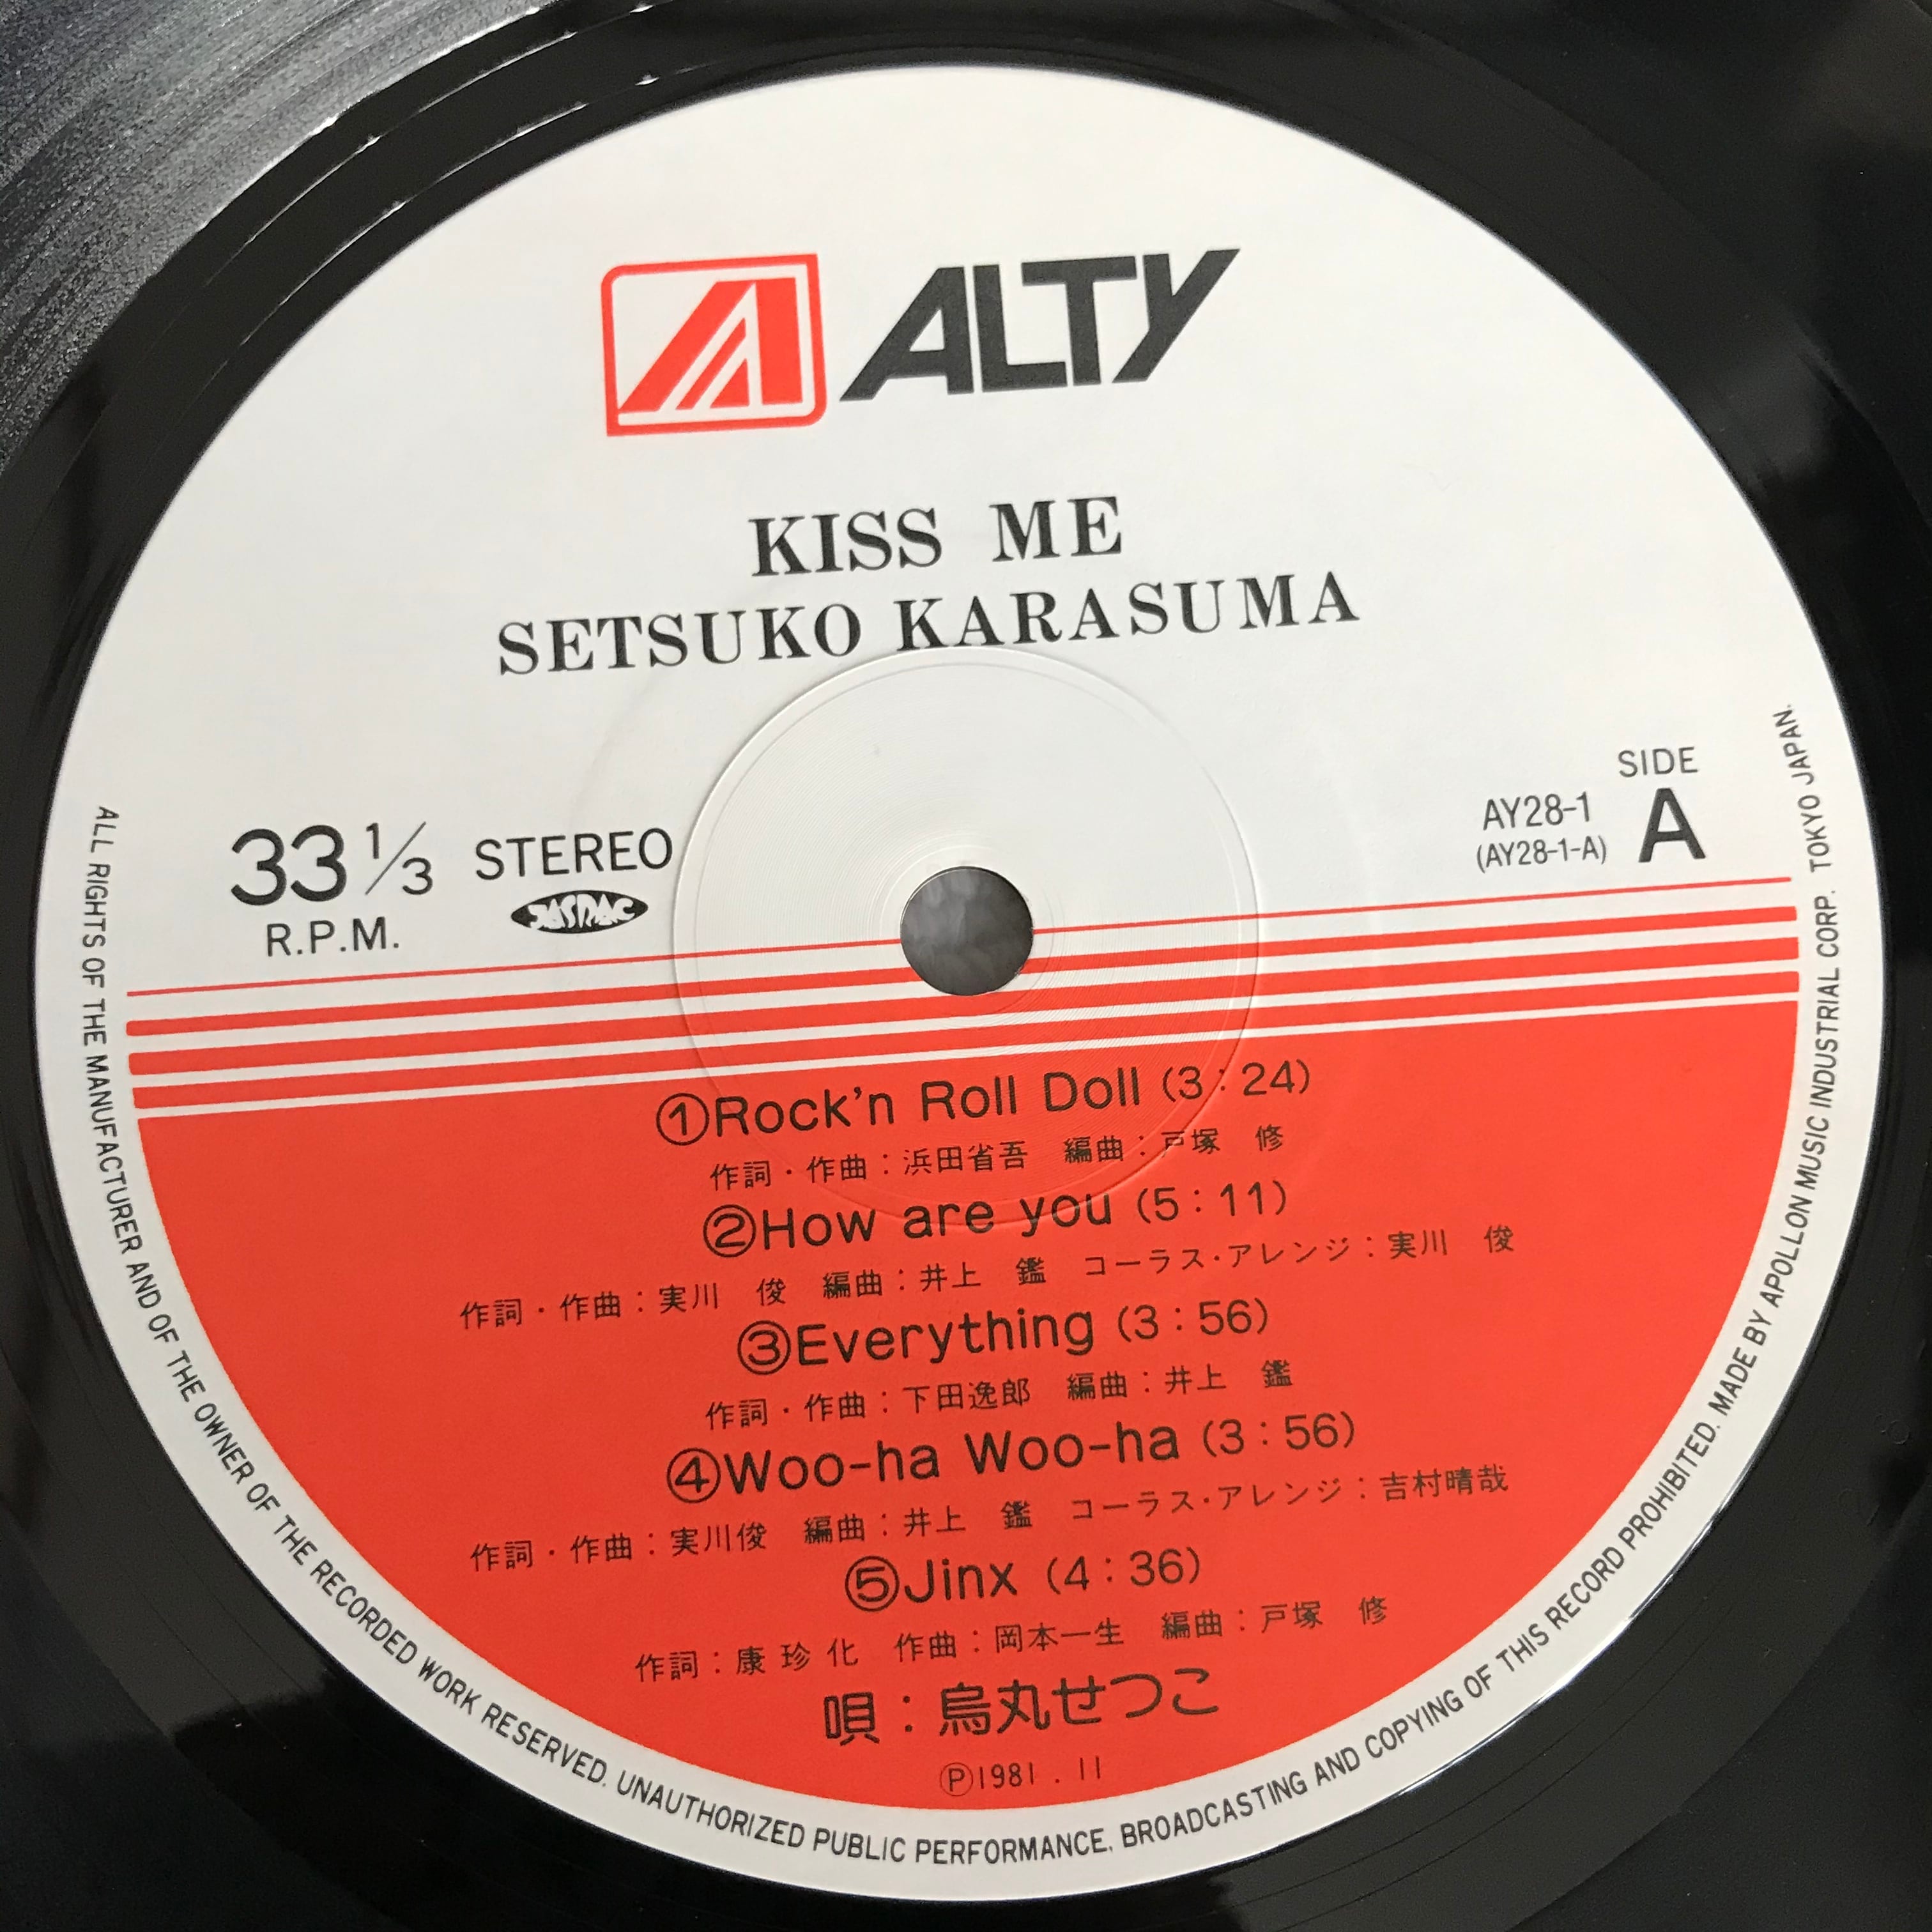 ALTY
KISS ME
SETSUKO KARASUMA
33 1/3
R.P.M.
STEREO
JASRAC
SIDE
A
AY28-1
(AY28-1-A)
①Rock'n Roll Doll (3:24)
作詞・作曲:浜田省吾 編曲:戸塚 修
②How are you (5:11)
作詞・作曲:実川 俊 編曲:井上 鑑 コーラス・アレンジ:実川 俊
③Everything (3:56)
作詞・作曲:下田逸郎 編曲:井上 鑑
④Woo-ha Woo-ha (3:56)
作詞・作曲:実川俊 編曲:井上 鑑 コーラス・アレンジ:吉村晴哉
⑤Jinx (4:36)
作詞:康珍化 作曲:岡本一生 編曲:戸塚 修
唄:烏丸せつこ
Ⓟ1981.11
ALL RIGHTS OF THE MANUFACTURER AND OF THE OWNER OF THE RECORDED WORK RESERVED. UNAUTHORIZED PUBLIC PERFORMANCE, BROADCASTING AND COPYING OF THIS RECORD PROHIBITED. MADE BY APOLLON MUSIC INDUSTRIAL CORP. TOKYO JAPAN.